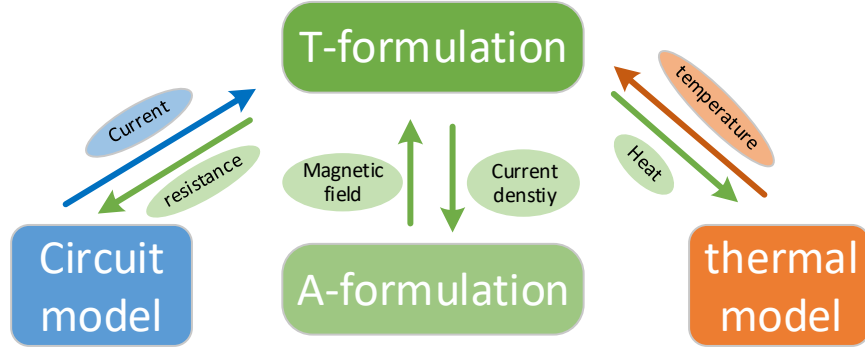 T-formulation
Current
resistance
Magnetic
field
Current
denstiy
temperature
Heat
Circuit
model
A-formulation
thermal
model